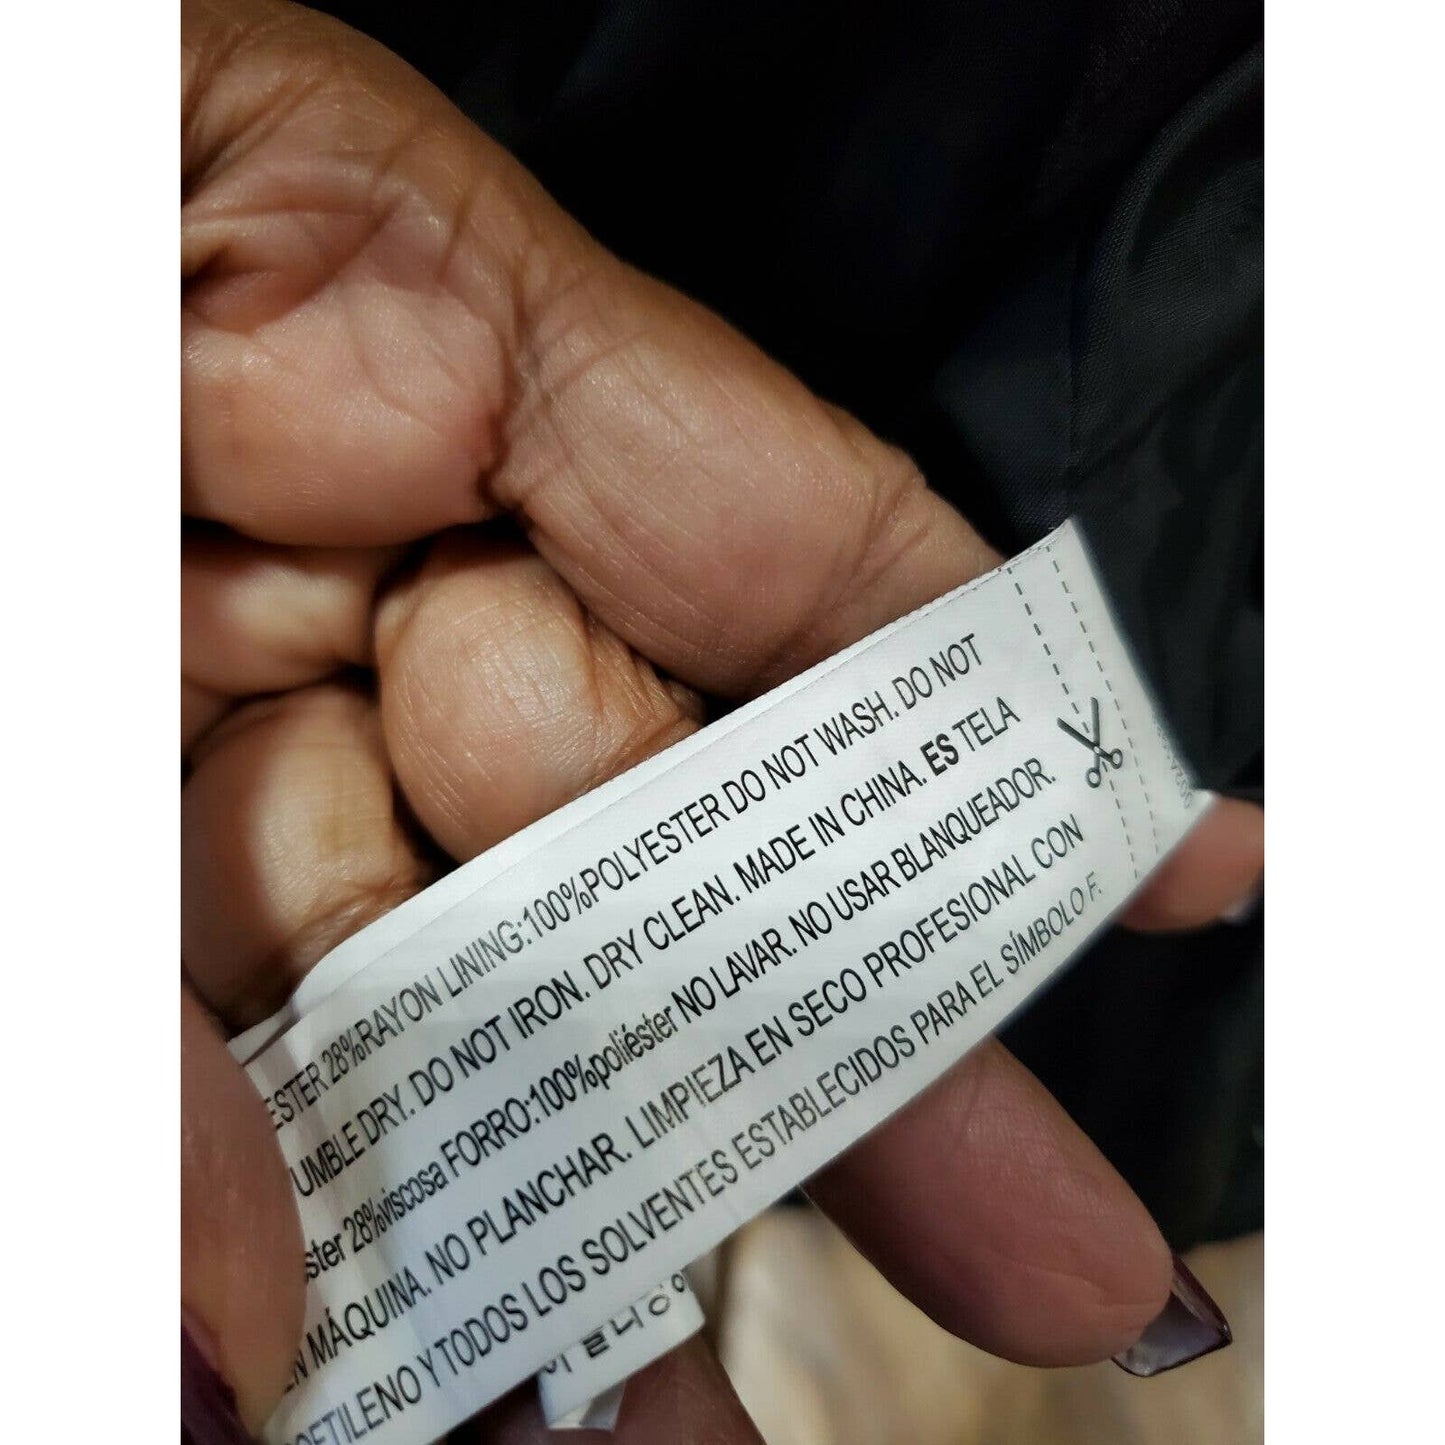 ESTER 28%RAYON LINING:100%POLYESTER DO NOT WASH. DO NOT
UMBLE DRY. DO NOT IRON. DRY CLEAN. MADE IN CHINA. ES TELA
ster 28%viscosa FORRO:100%poliéster NO LAVAR. NO USAR BLANQUEADOR.
EN MÁQUINA. NO PLANCHAR. LIMPIEZA EN SECO PROFESIONAL CON
OETILENO Y TODOS LOS SOLVENTES ESTABLECIDOS PARA EL SÍMBOLO F.